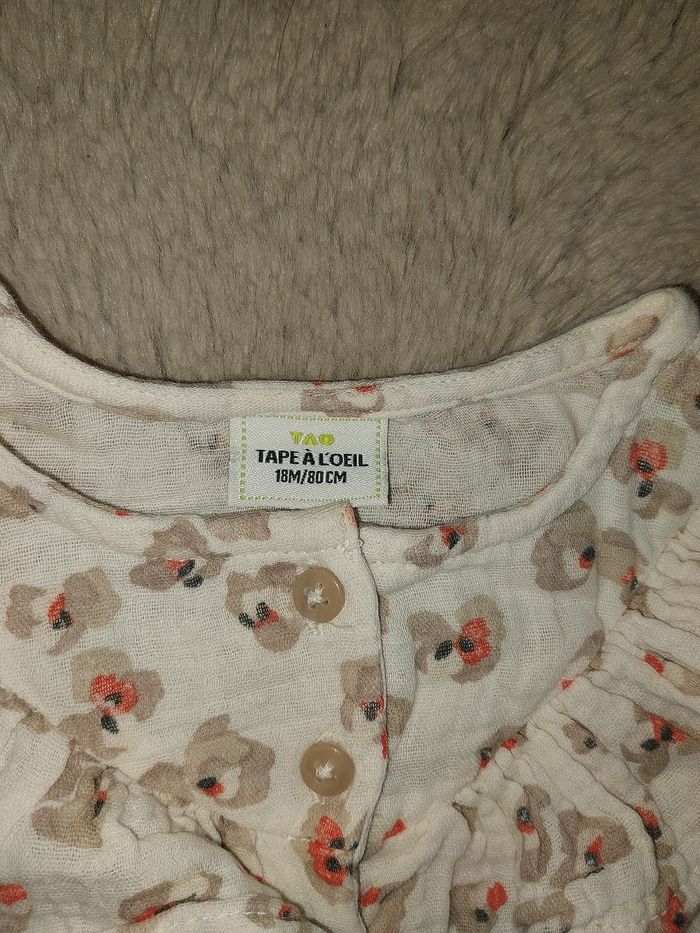 TAO
TAPE À L'OEIL
18M/80CM